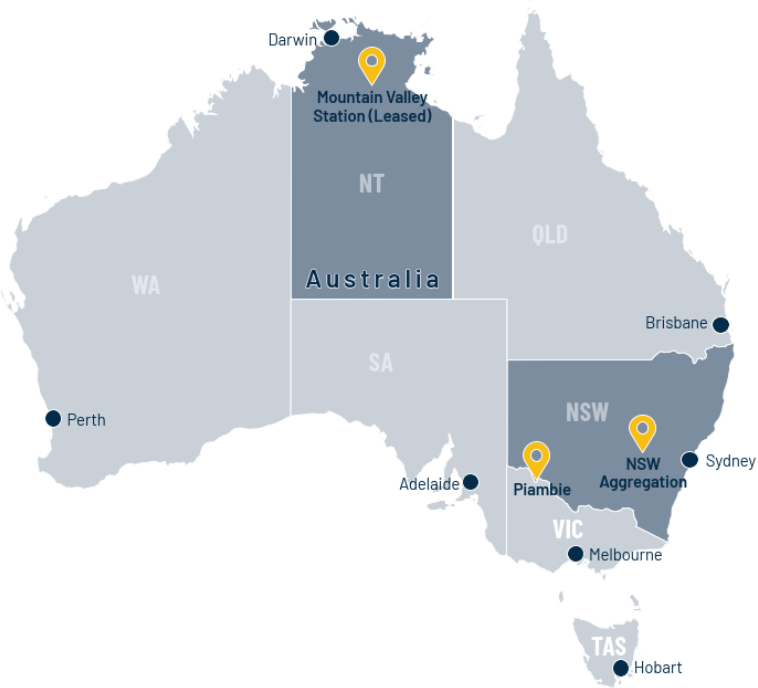 Darwin
Mountain Valley
Station (Leased)
NT
QLD
Australia
WA
Brisbane
SA
NSW
Perth
NSW
Aggregation
Sydney
Adelaide
Piambie
VIC
Melbourne
TAS
Hobart